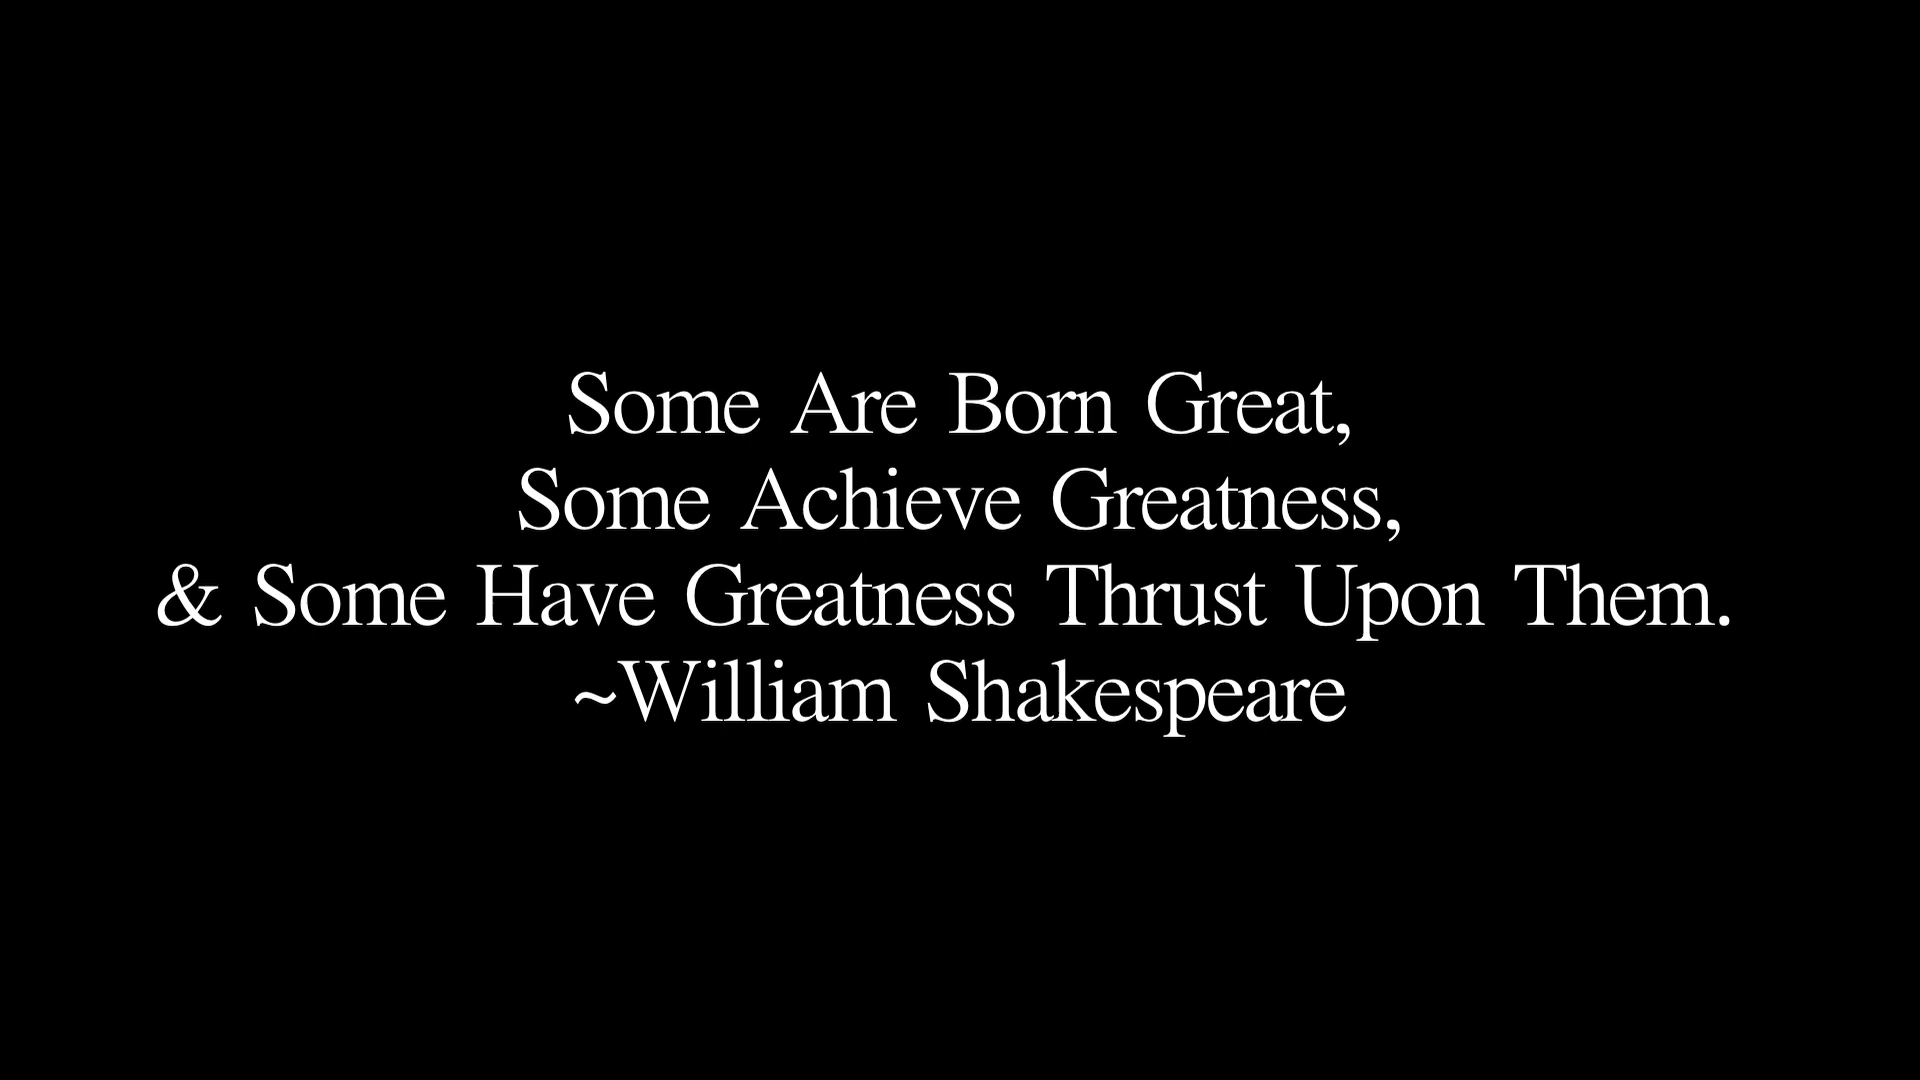 Some Are Born Great,
Some Achieve Greatness,
& Some Have Greatness Thrust Upon Them.
~William Shakespeare